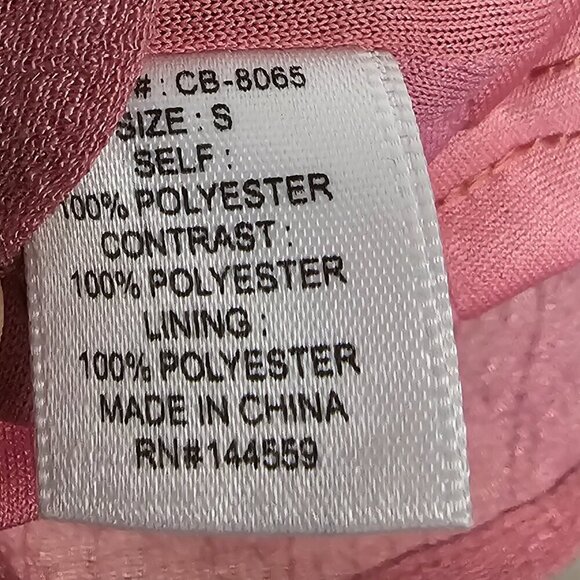 #: CB-8065
SIZE: S
SELF:
100% POLYESTER
CONTRAST:
100% POLYESTER
LINING:
100% POLYESTER
MADE IN CHINA
RN#144559